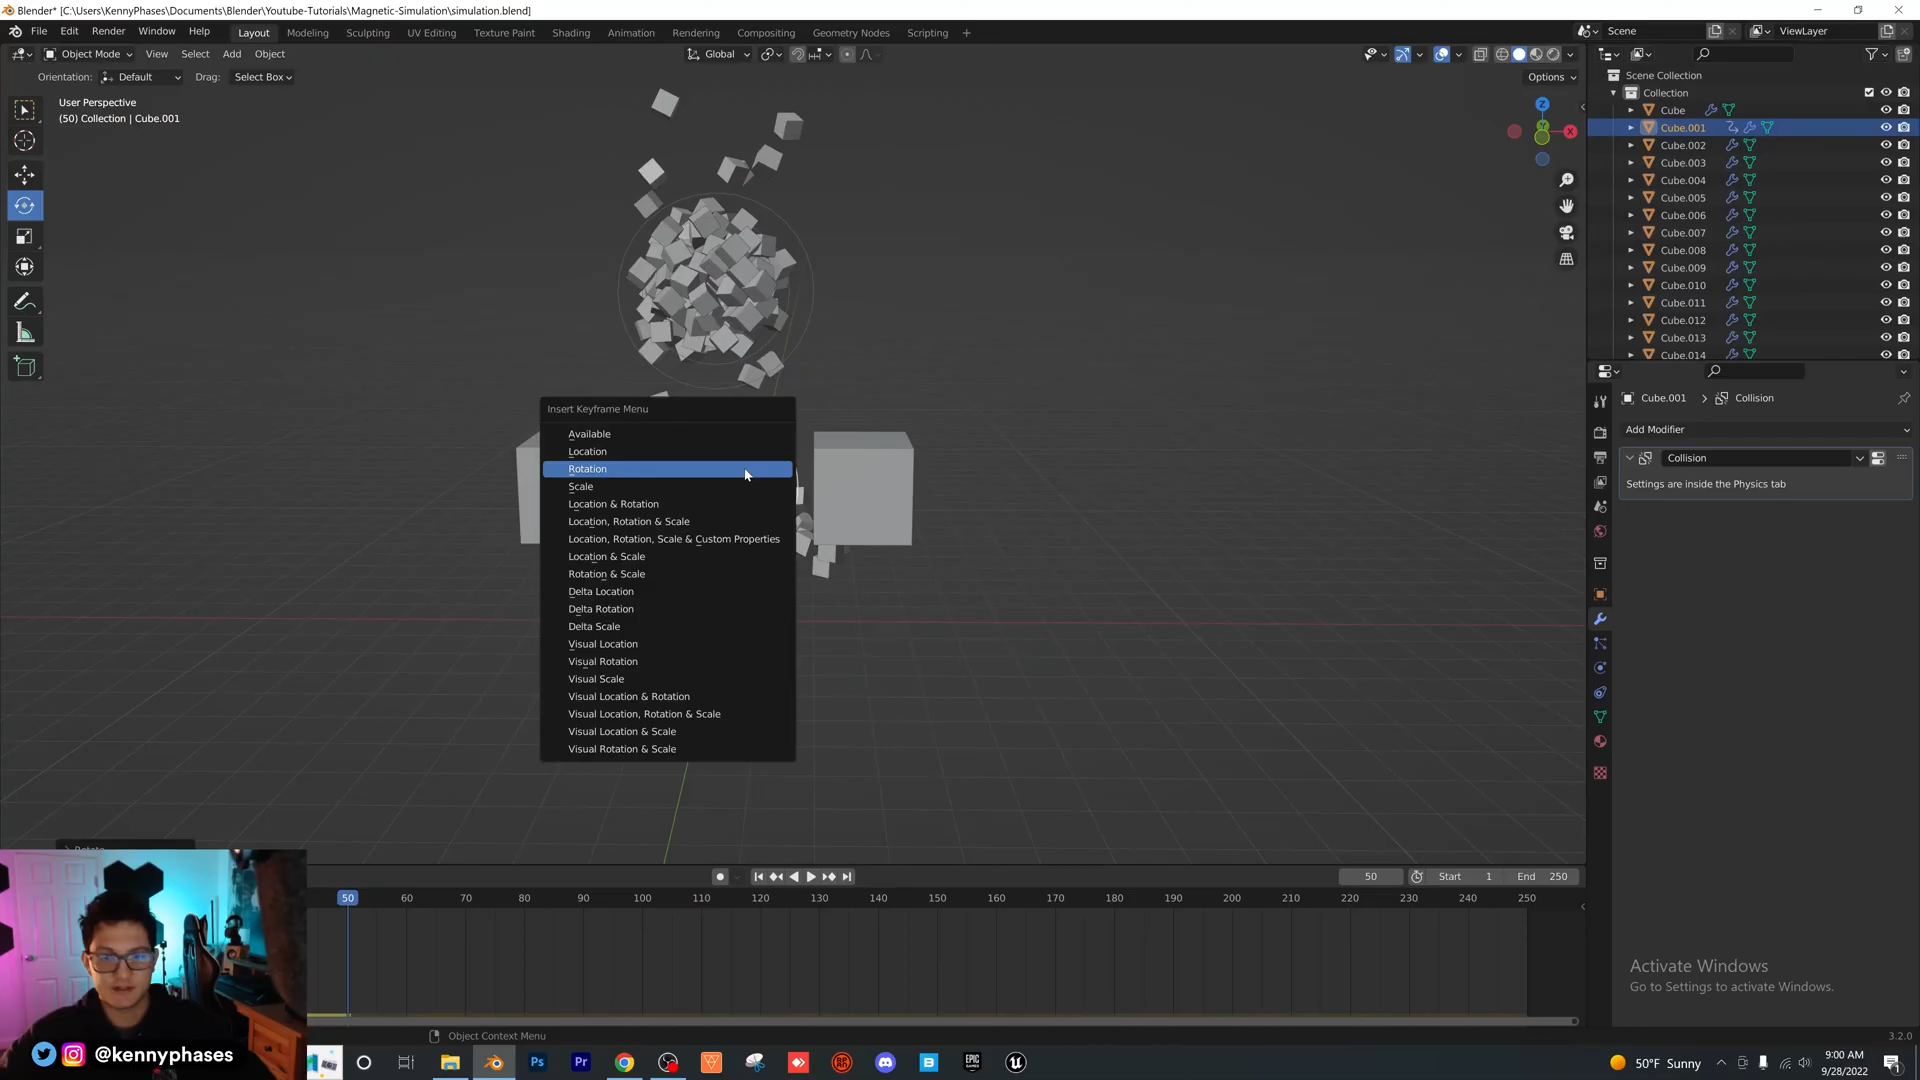 Blender* [C:\Users\KennyPhases\Documents\Blender\Youtube-Tutorials\Magnetic-Simulation\simulation.blend]
File Edit Render Window Help Layout Modeling Sculpting UV Editing Texture Paint Shading Animation Rendering Compositing Geometry Nodes Scripting + Scene ViewLayer
Object Mode View Select Add Object Global
Orientation: Default Drag: Select Box Options
User Perspective
(50) Collection | Cube.001
Z
Y
X
Scene Collection
Collection
Cube
Cube.001
Cube.002
Cube.003
Cube.004
Cube.005
Cube.006
Cube.007
Cube.008
Cube.009
Cube.010
Cube.011
Cube.012
Cube.013
Cube.014
Cube.001 Collision
Add Modifier
Collision
Settings are inside the Physics tab
Insert Keyframe Menu
Available
Location
Rotation
Scale
Location & Rotation
Location, Rotation & Scale
Location, Rotation, Scale & Custom Properties
Location & Scale
Rotation & Scale
Delta Location
Delta Rotation
Delta Scale
Visual Location
Visual Rotation
Visual Scale
Visual Location & Rotation
Visual Location, Rotation & Scale
Visual Location & Scale
Visual Rotation & Scale
Rotate
50 Start 1 End 250
50 60 70 80 90 100 110 120 130 140 150 160 170 180 190 200 210 220 230 240 250
Activate Windows
Go to Settings to activate Windows.
Object Context Menu
3.2.0
@kennyphases
Ps
Pr
B
EPIC
GAMES
50°F Sunny
9:00 AM
9/28/2022
1